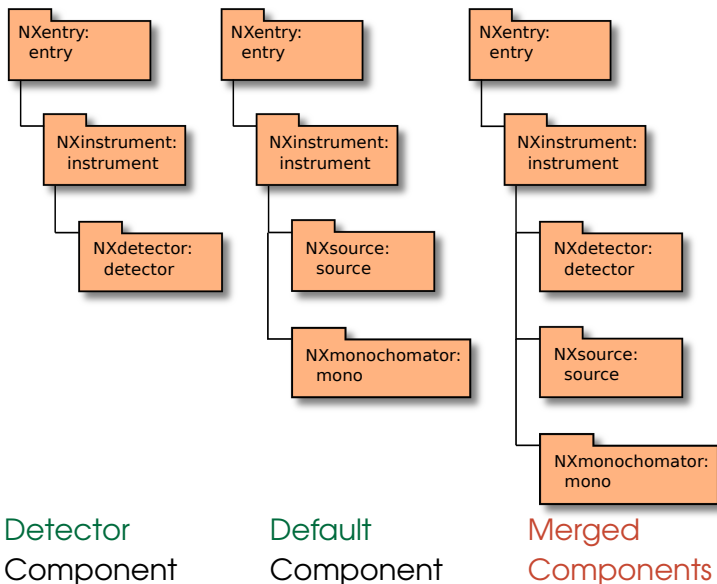 NXentry:
entry
NXinstrument:
instrument
NXdetector:
detector
Detector
Component
NXentry:
entry
NXinstrument:
instrument
NXsource:
source
NXmonochomator:
mono
Default
Component
NXentry:
entry
NXinstrument:
instrument
NXdetector:
detector
NXsource:
source
NXmonochomator:
mono
Merged
Components